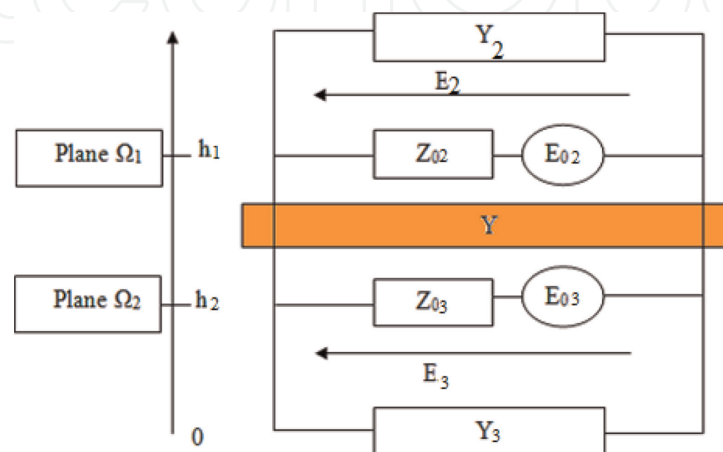 Y₂
E₂
Plane Ω₁
h₁
Z₀₂
E₀₂
Y
Plane Ω₂
h₂
Z₀₃
E₀₃
E₃
0
Y₃